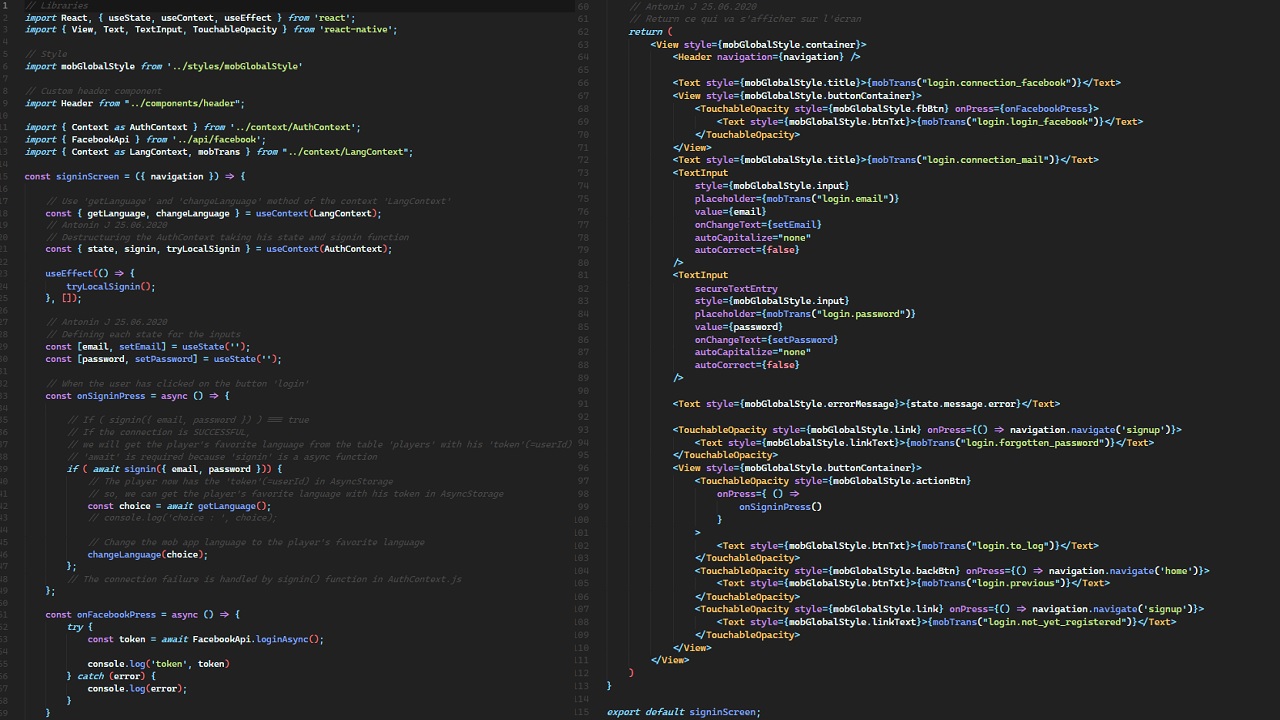 1 // Libraries
2 import React, { useState, useContext, useEffect } from 'react';
3 import { View, Text, TextInput, TouchableOpacity } from 'react-native';
4
5 // Style
6 import mobGlobalStyle from '../styles/mobGlobalStyle'
7
8 // Custom header component
9 import Header from "../components/header";
10
11 import { Context as AuthContext } from '../context/AuthContext';
12 import { FacebookApi } from '../api/facebook';
13 import { Context as LangContext, mobTrans } from "../context/LangContext";
14
15 const signinScreen = ({ navigation }) => {
16
17 // Use 'getLanguage' and 'changeLanguage' method of the context 'LangContext'
18 const { getLanguage, changeLanguage } = useContext(LangContext);
19 // Antonin J 25.06.2020
20 // Destructuring the AuthContext taking his state and signin function
21 const { state, signin, tryLocalSignin } = useContext(AuthContext);
22
23 useEffect(() => {
24 tryLocalSignin();
25 }, []);
26
27 // Antonin J 25.06.2020
28 // Defining each state for the inputs
29 const [email, setEmail] = useState('');
30 const [password, setPassword] = useState('');
31
32 // When the user has clicked on the button 'login'
33 const onSigninPress = async () => {
34
35 // If ( signin({ email, password }) ) === true
36 // If the connection is SUCCESSFUL,
37 // we will get the player's favorite language from the table 'players' with his 'token'(=userId)
38 // 'await' is required because 'signin' is a async function
39 if ( await signin({ email, password })) {
40 // The player now has the 'token'(=userId) in AsyncStorage
41 // so, we can get the player's favorite language with his token in AsyncStorage
42 const choice = await getLanguage();
43 // console.log('choice : ', choice);
44
45 // Change the mob app language to the player's favorite language
46 changeLanguage(choice);
47 };
48 // The connection failure is handled by signin() function in AuthContext.js
49 };
50
51 const onFacebookPress = async () => {
52 try {
53 const token = await FacebookApi.loginAsync();
54
55 console.log('token', token)
56 } catch (error) {
57 console.log(error);
58 }
59 }
60 // Antonin J 25.06.2020
61 // Return ce qui va s'afficher sur l'écran
62 return (
63 <View style={mobGlobalStyle.container}>
64 <Header navigation={navigation} />
65
66 <Text style={mobGlobalStyle.title}>{mobTrans("login.connection_facebook")}</Text>
67 <View style={mobGlobalStyle.buttonContainer}>
68 <TouchableOpacity style={mobGlobalStyle.fbBtn} onPress={onFacebookPress}>
69 <Text style={mobGlobalStyle.btnTxt}>{mobTrans("login.login_facebook")}</Text>
70 </TouchableOpacity>
71 </View>
72 <Text style={mobGlobalStyle.title}>{mobTrans("login.connection_mail")}</Text>
73 <TextInput
74 style={mobGlobalStyle.input}
75 placeholder={mobTrans("login.email")}
76 value={email}
77 onChangeText={setEmail}
78 autoCapitalize="none"
79 autoCorrect={false}
80 />
81 <TextInput
82 secureTextEntry
83 style={mobGlobalStyle.input}
84 placeholder={mobTrans("login.password")}
85 value={password}
86 onChangeText={setPassword}
87 autoCapitalize="none"
88 autoCorrect={false}
89 />
90
91 <Text style={mobGlobalStyle.errorMessage}>{state.message.error}</Text>
92
93 <TouchableOpacity style={mobGlobalStyle.link} onPress={() => navigation.navigate('signup')}>
94 <Text style={mobGlobalStyle.linkText}>{mobTrans("login.forgotten_password")}</Text>
95 </TouchableOpacity>
96 <View style={mobGlobalStyle.buttonContainer}>
97 <TouchableOpacity style={mobGlobalStyle.actionBtn}
98 onPress={ () =>
99 onSigninPress()
100 }
101 >
102 <Text style={mobGlobalStyle.btnTxt}>{mobTrans("login.to_log")}</Text>
103 </TouchableOpacity>
104 <TouchableOpacity style={mobGlobalStyle.backBtn} onPress={() => navigation.navigate('home')}>
105 <Text style={mobGlobalStyle.btnTxt}>{mobTrans("login.previous")}</Text>
106 </TouchableOpacity>
107 <TouchableOpacity style={mobGlobalStyle.link} onPress={() => navigation.navigate('signup')}>
108 <Text style={mobGlobalStyle.linkText}>{mobTrans("login.not_yet_registered")}</Text>
109 </TouchableOpacity>
110 </View>
111 </View>
112 )
113 }
114
115 export default signinScreen;